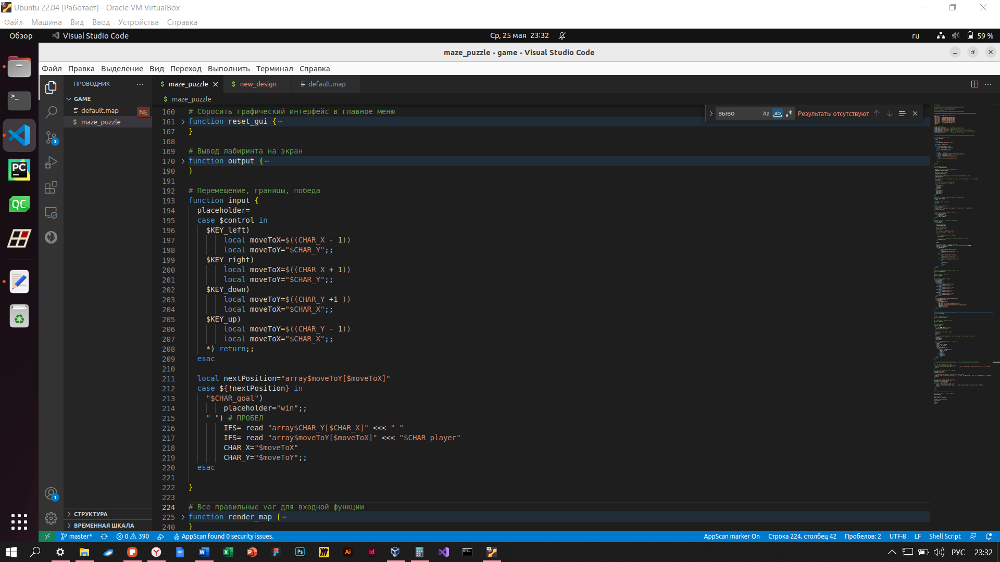 Ubuntu 22.04 [Работает] - Oracle VM VirtualBox
Файл Машина Вид Ввод Устройства Справка
Обзор Visual Studio Code Ср, 25 мая 23:32 ru 59 %
maze_puzzle - game - Visual Studio Code
Файл Правка Выделение Вид Переход Выполнить Терминал Справка
ПРОВОДНИК
$ maze_puzzle $ new_design default.map
GAME
$ maze_puzzle
default.map NE
$ maze_puzzle
выво Aa ab Результаты отсутствуют
160 # Сбросить графический интерфейс в главное меню
161 function reset_gui {⋯
167 }
168
169 # Вывод лабиринта на экран
170 function output {⋯
190 }
191
192 # Перемещение, границы, победа
193 function input {
194 placeholder=
195 case $control in
196 $KEY_left)
197 local moveToX=$((CHAR_X - 1))
198 local moveToY="$CHAR_Y";;
199 $KEY_right)
200 local moveToX=$((CHAR_X + 1))
201 local moveToY="$CHAR_Y";;
202 $KEY_down)
203 local moveToY=$((CHAR_Y +1 ))
204 local moveToX="$CHAR_X";;
205 $KEY_up)
206 local moveToY=$((CHAR_Y - 1))
207 local moveToX="$CHAR_X";;
208 *) return;;
209 esac
210
211 local nextPosition="array$moveToY[$moveToX]"
212 case ${!nextPosition} in
213 "$CHAR_goal")
214 placeholder="win";;
215 " ") # ПРОБЕЛ
216 IFS= read "array$CHAR_Y[$CHAR_X]" <<< " "
217 IFS= read "array$moveToY[$moveToX]" <<< "$CHAR_player"
218 CHAR_X="$moveToX"
219 CHAR_Y="$moveToY";;
220 esac
221
222 }
223
224 # Все правильные var для входной функции
225 function render_map {⋯
240 }
3
1
PC
QC
СТРУКТУРА
ВРЕМЕННАЯ ШКАЛА
master* 0 390 AppScan found 0 security issues. AppScan marker On Строка 224, столбец 42 Пробелов: 2 UTF-8 LF Shell Script
Ps Ai Id РУС 23:32